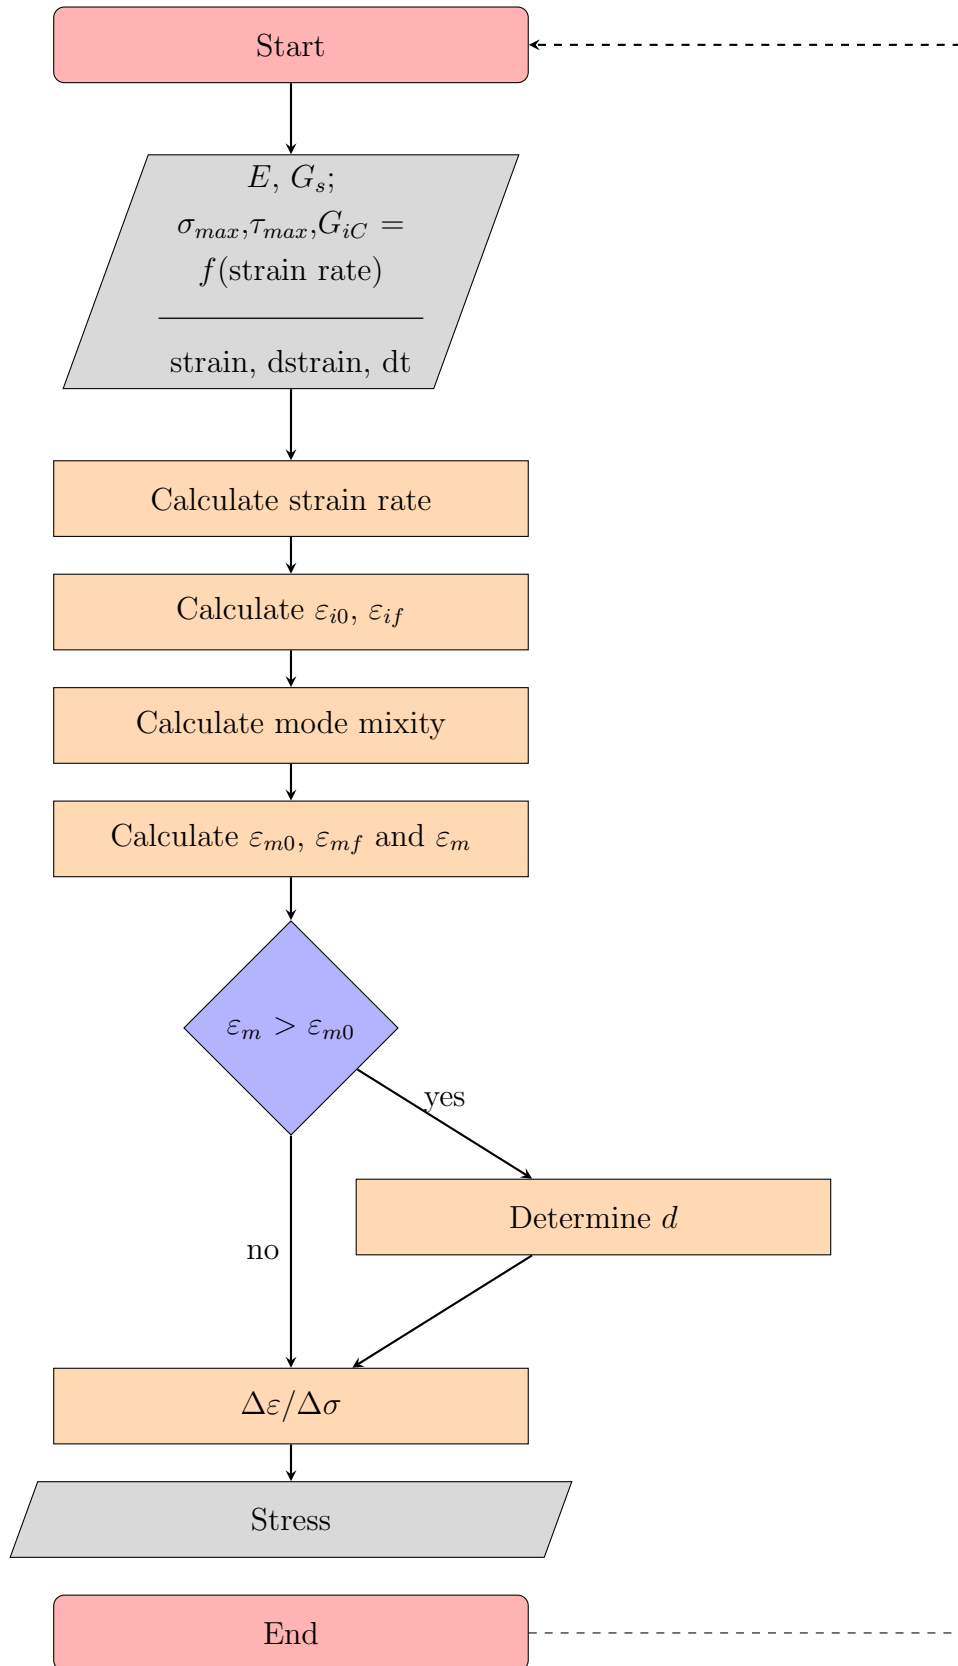 Start
E, G_s;
σ_max,τ_max,G_iC =
f(strain rate)
strain, dstrain, dt
Calculate strain rate
Calculate ε_i0, ε_if
Calculate mode mixity
Calculate ε_m0, ε_mf and ε_m
ε_m > ε_m0
yes
Determine d
no
Δε/Δσ
Stress
End